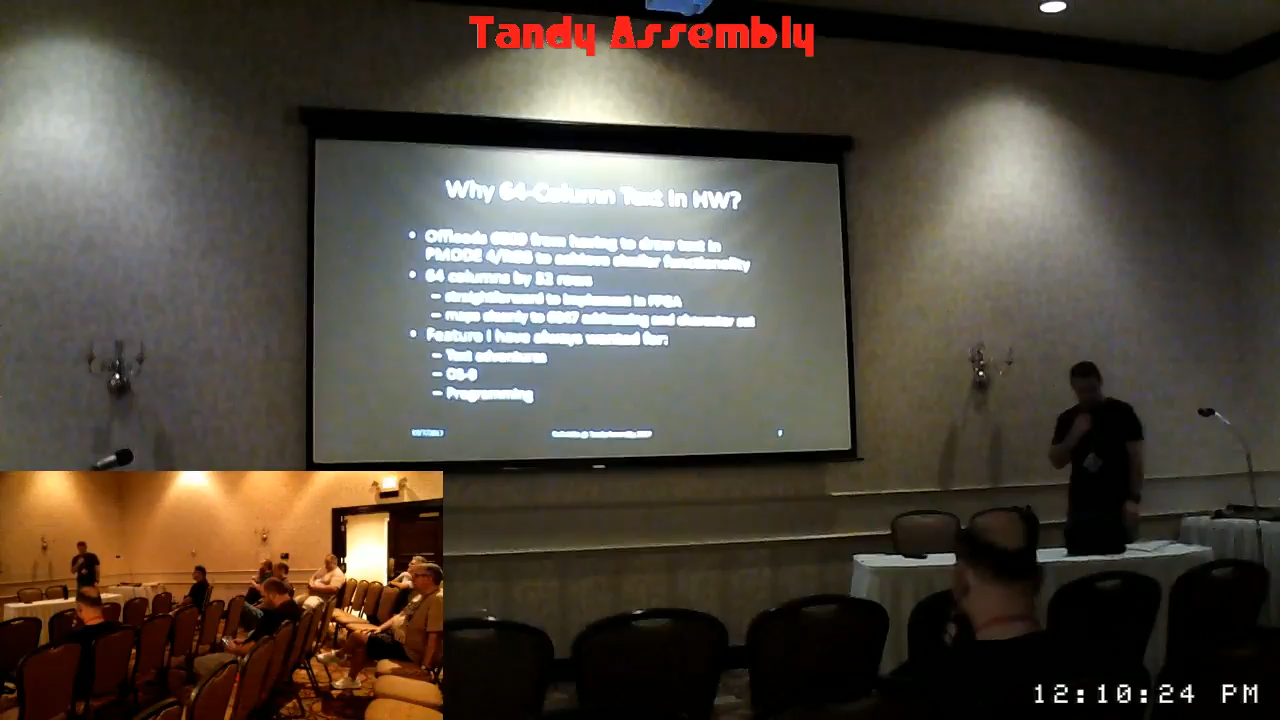 Tandy Assembly
Why 64-Column Text in HW?
• Offloads from having to draw text in
PMODE 4/ to achieve similar functionality
• 64 columns by 32 rows
– straightforward to implement in FPGA
– maps cleanly to 6847 addressing and character set
• Feature I have always wanted for:
– Text adventures
– OS-9
– Programming
12:10:24 PM